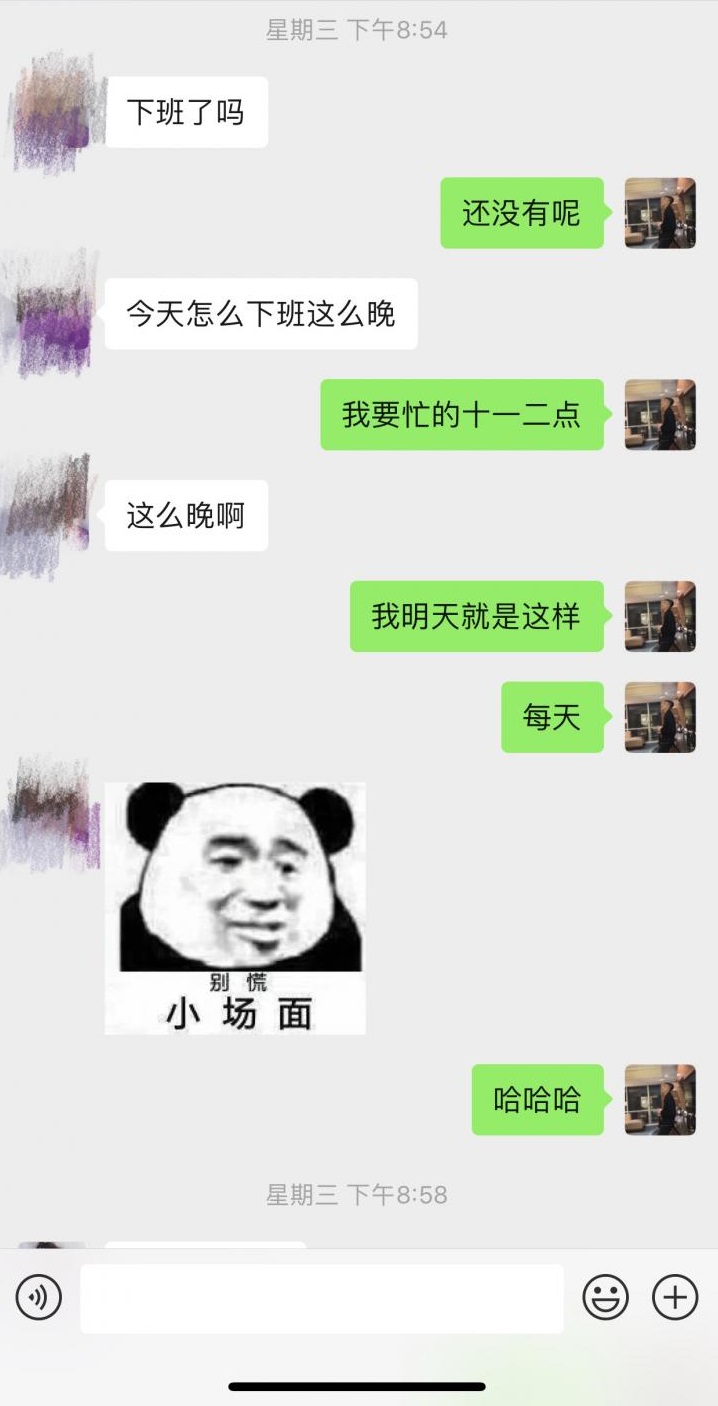 星期三 下午8:54
下班了吗
还没有呢
今天怎么下班这么晚
我要忙的十一二点
这么晚啊
我明天就是这样
每天
别 慌
小 场 面
哈哈哈
星期三 下午8:58